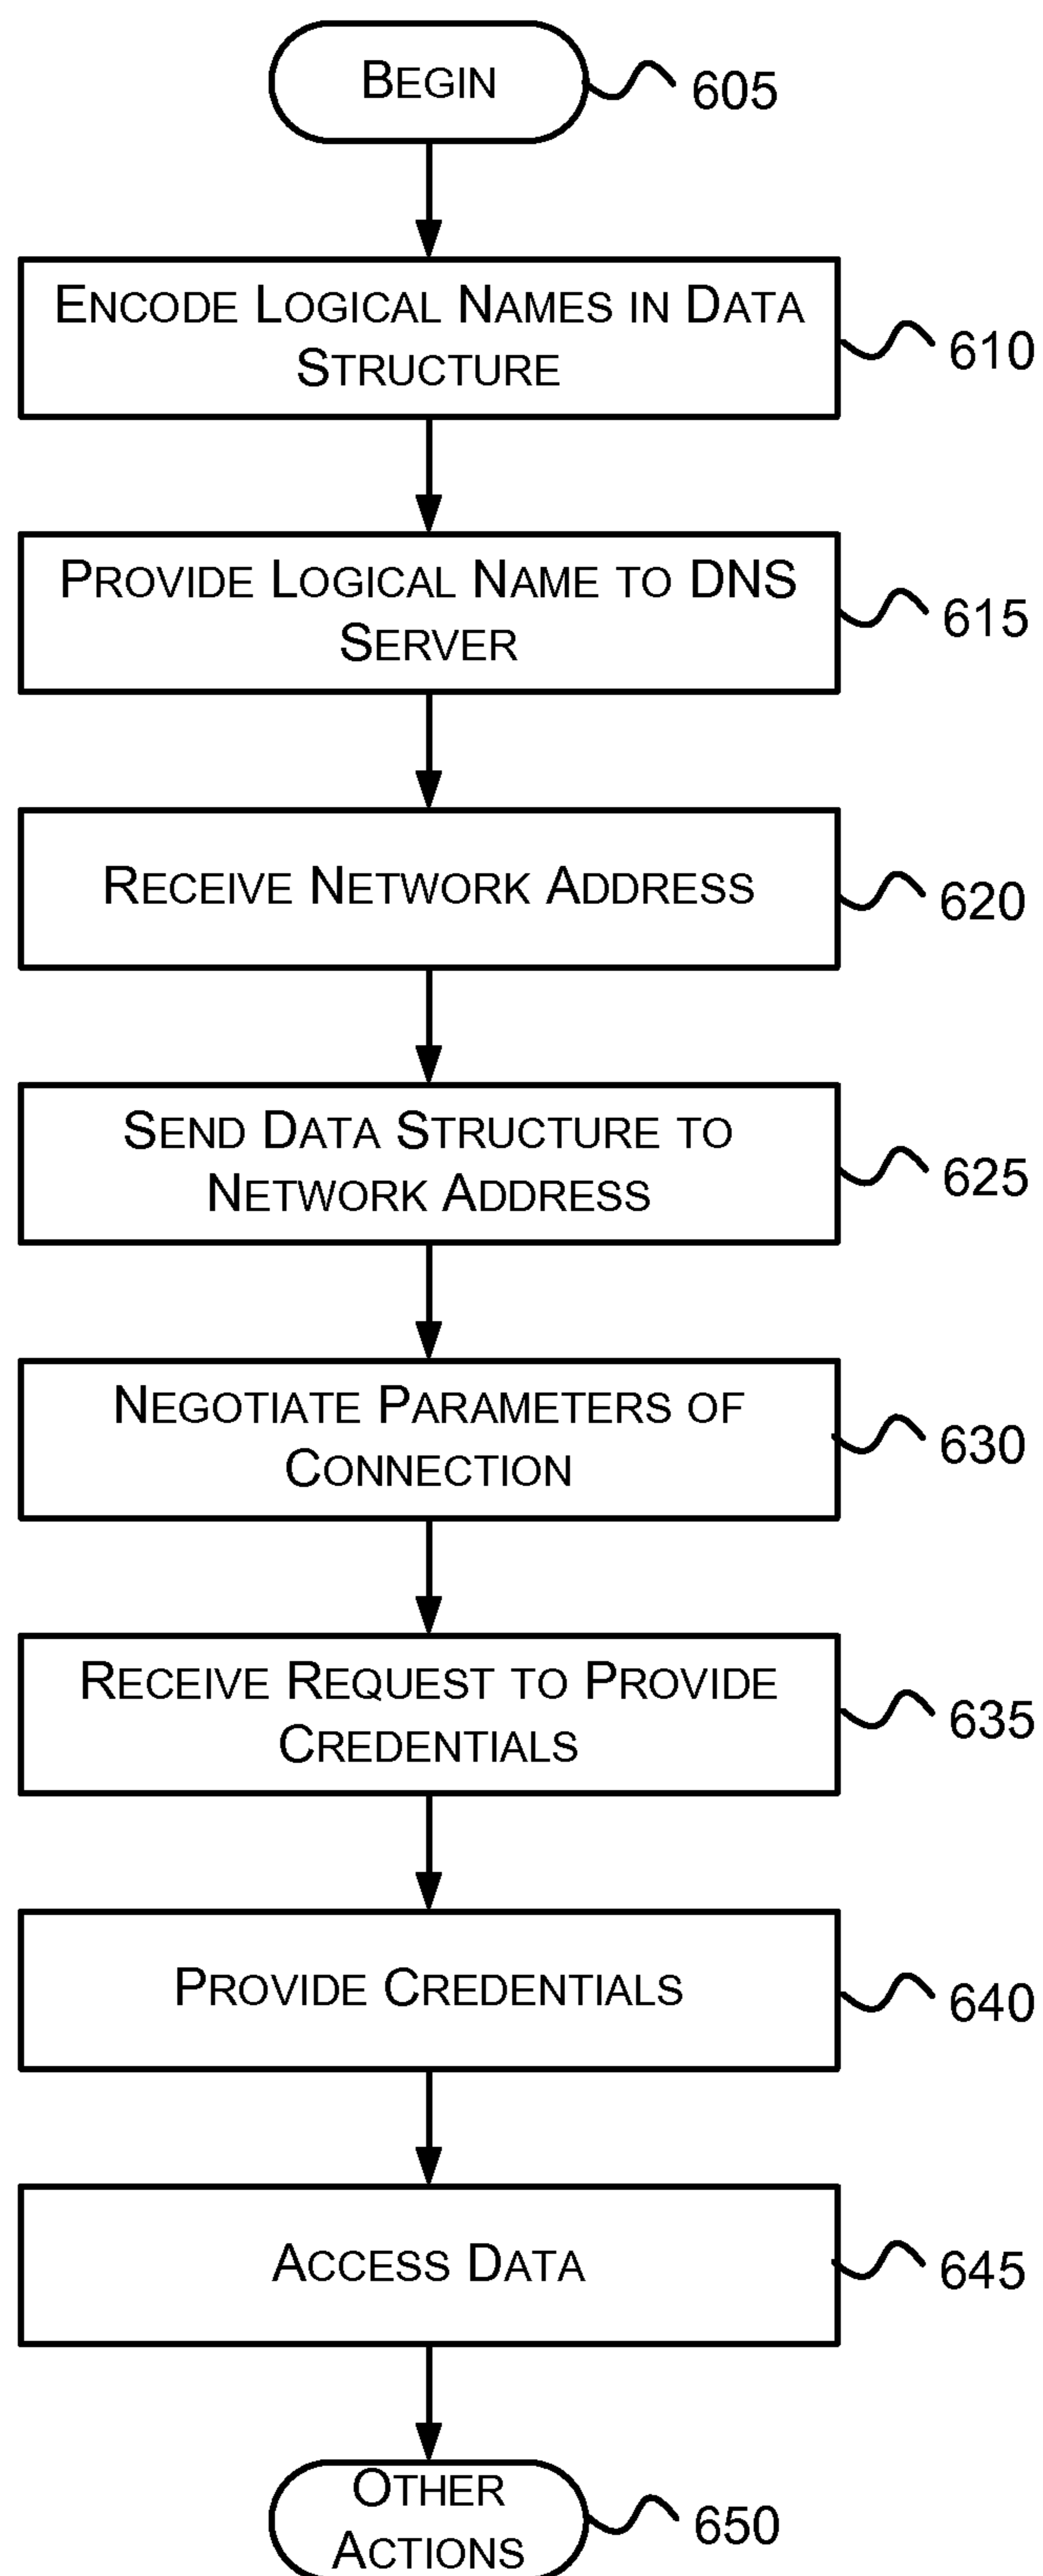 BEGIN
605
ENCODE LOGICAL NAMES IN DATA
STRUCTURE
610
PROVIDE LOGICAL NAME TO DNS
SERVER
615
RECEIVE NETWORK ADDRESS
620
SEND DATA STRUCTURE TO
NETWORK ADDRESS
625
NEGOTIATE PARAMETERS OF
CONNECTION
630
RECEIVE REQUEST TO PROVIDE
CREDENTIALS
635
PROVIDE CREDENTIALS
640
ACCESS DATA
645
OTHER
ACTIONS
650